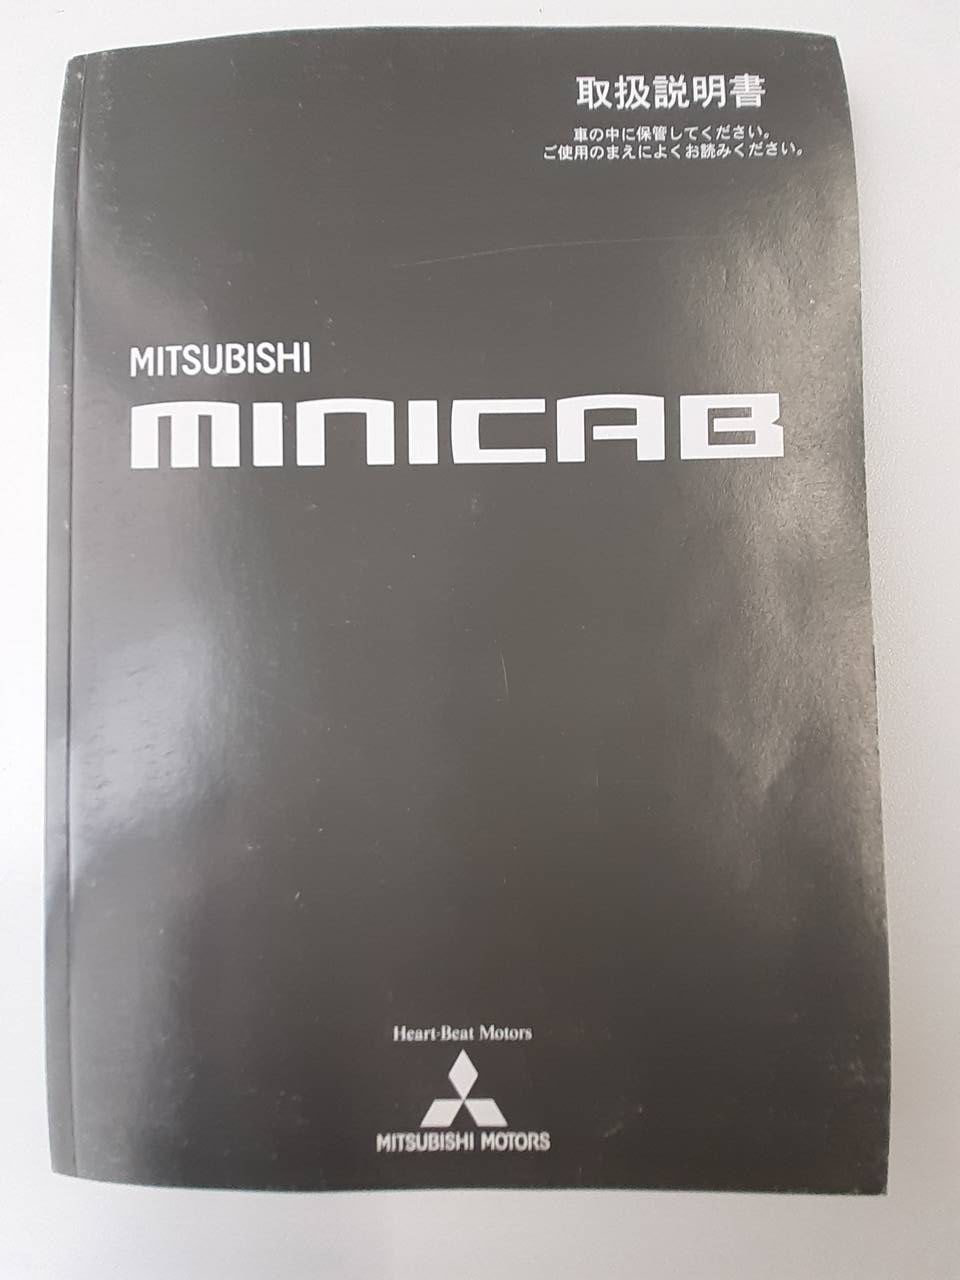 取扱説明書
車の中に保管してください。
ご使用のまえによくお読みください。
MITSUBISHI
MINICAB
Heart-Beat Motors
MITSUBISHI MOTORS